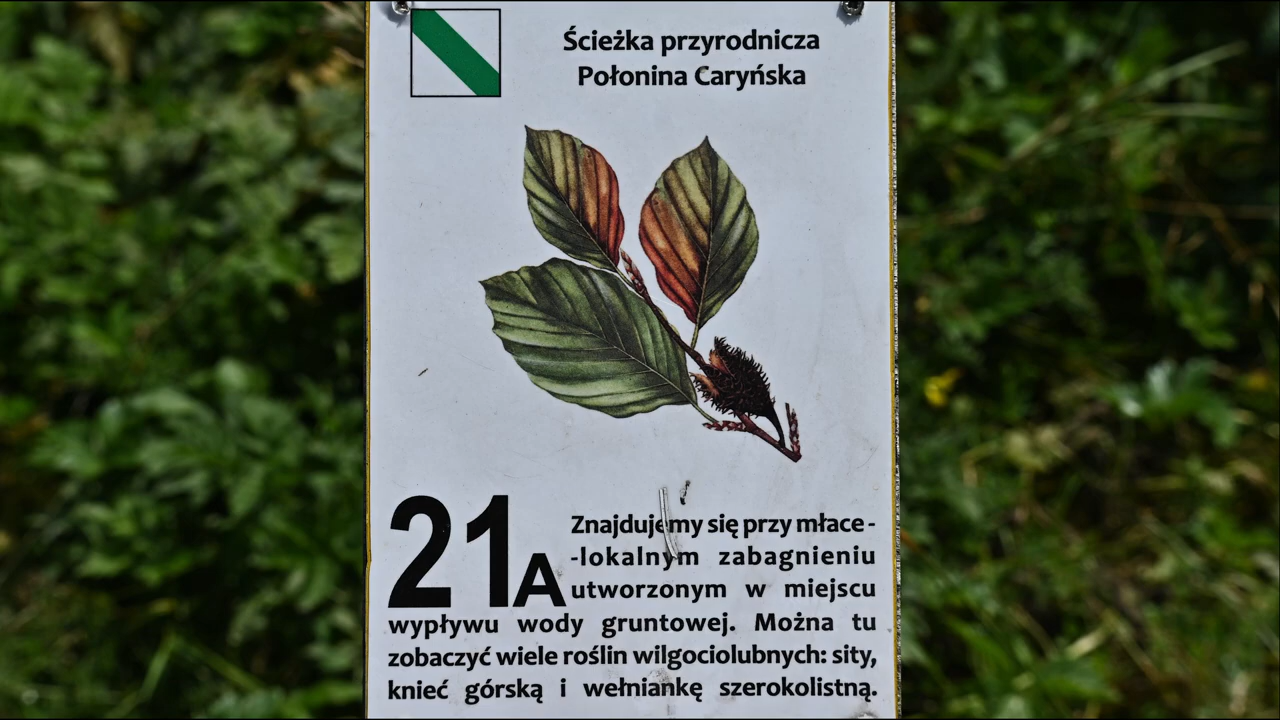 Ścieżka przyrodnicza
Połonina Caryńska
21A
Znajdujemy się przy młace -
-lokalnym zabagnieniu
utworzonym w miejscu
wypływu wody gruntowej. Można tu
zobaczyć wiele roślin wilgociolubnych: sity,
knieć górską i wełniankę szerokolistną.